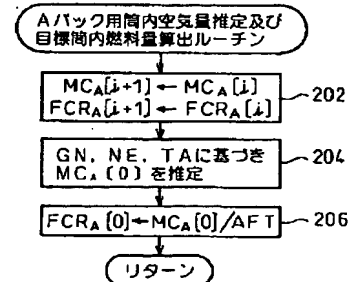 Aバック用筒内空気量推定及び
目標筒内燃料量算出ルーチン
MCA[i+1] ← MCA[i]
FCRA[i+1] ← FCRA[i]
202
GN、NE、TAに基づき
MCA(0)を推定
204
FCRA[0]←MCA[0]/AFT
206
リターン